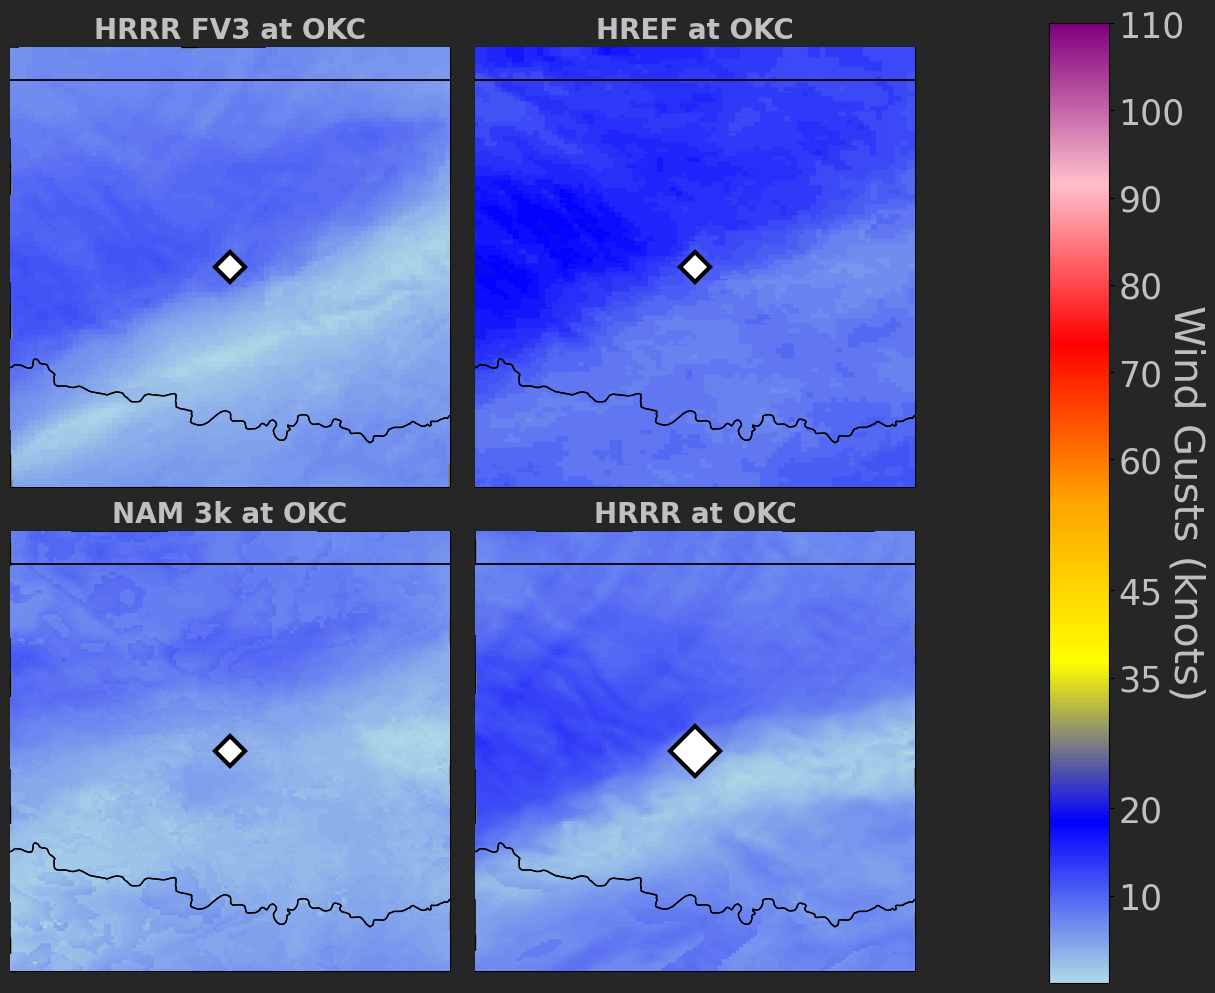 HRRR FV3 at OKC
HREF at OKC
NAM 3k at OKC
HRRR at OKC
110
100
90
80
70
60
45
35
20
10
Wind Gusts (knots)